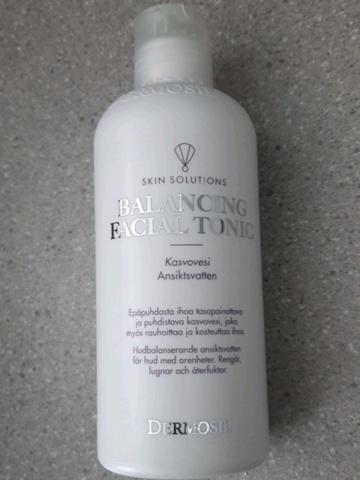 DERMOSIL
SKIN SOLUTIONS
BALANCING
FACIAL TONIC
Kasvovesi
Ansiktsvatten
Epäpuhdasta ihoa tasapainottava
ja puhdistava kasvovesi, joka
myös rauhoittaa ja kosteuttaa ihoa.
Hudbalanserande ansiktsvatten
för hud med orenheter. Rengör,
lugnar och återfuktar.
DERMOSIL